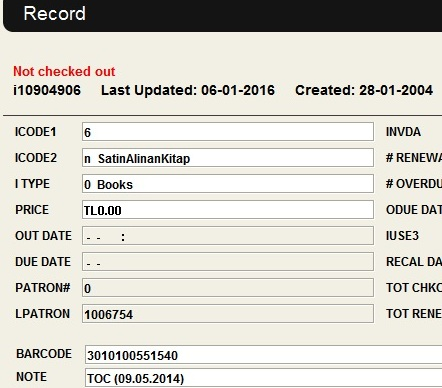 Record
Not checked out
i10904906 Last Updated: 06-01-2016 Created: 28-01-2004
ICODE1 6 INVDA
ICODE2 n SatinAlinanKitap # RENEWA
I TYPE 0 Books # OVERDU
PRICE TL0.00 ODUE DAT
OUT DATE - - : IUSE3
DUE DATE - - RECAL DA
PATRON# 0 TOT CHKO
LPATRON 1006754 TOT RENE
BARCODE 3010100551540
NOTE TOC (09.05.2014)